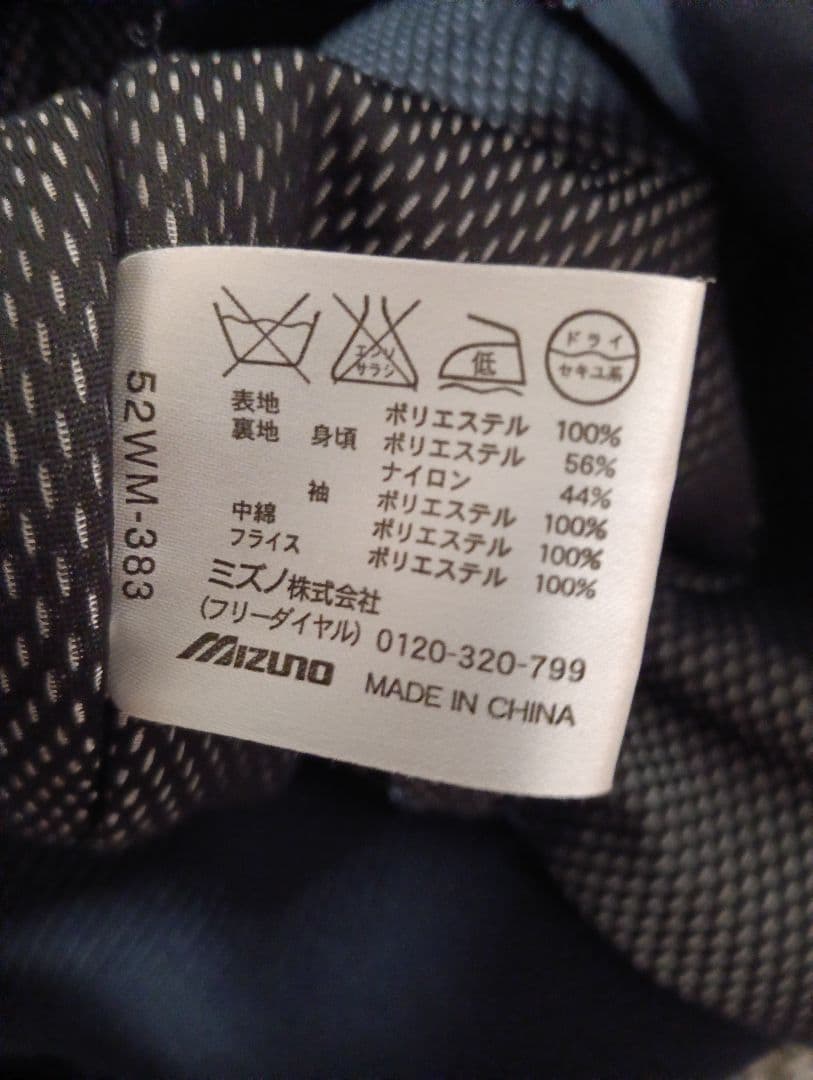 エンソ
サラシ
低
ドライ
セキユ系
表地 ポリエステル 100%
裏地 身頃 ポリエステル 56%
ナイロン 44%
袖 ポリエステル 100%
中綿 ポリエステル 100%
フライス ポリエステル 100%
ミズノ株式会社
(フリーダイヤル) 0120-320-799
MIZUNO MADE IN CHINA
52WM-383